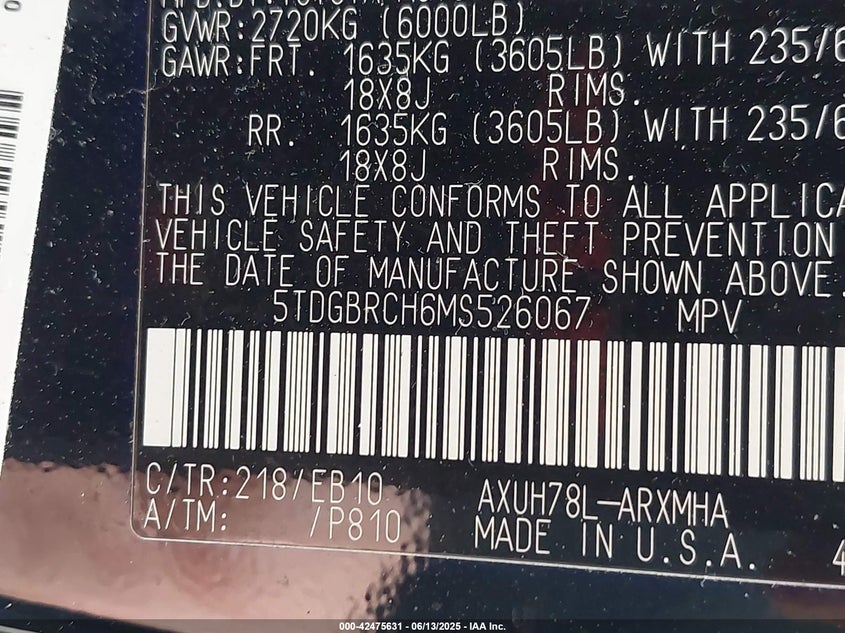 GVWR:2720KG (6000LB)
GAWR:FRT. 1635KG (3605LB) WITH 235/6
18X8J RIMS.
RR. 1635KG (3605LB) WITH 235/6
18X8J RIMS.
THIS VEHICLE CONFORMS TO ALL APPLICA
VEHICLE SAFETY AND THEFT PREVENTION
THE DATE OF MANUFACTURE SHOWN ABOVE.
5TDGBRCH6MS526067 MPV
C/TR:218/EB10 AXUH78L-ARXMHA
A/TM: /P810 MADE IN U.S.A. 4
000-42475631 - 06/13/2025 - IAA Inc.